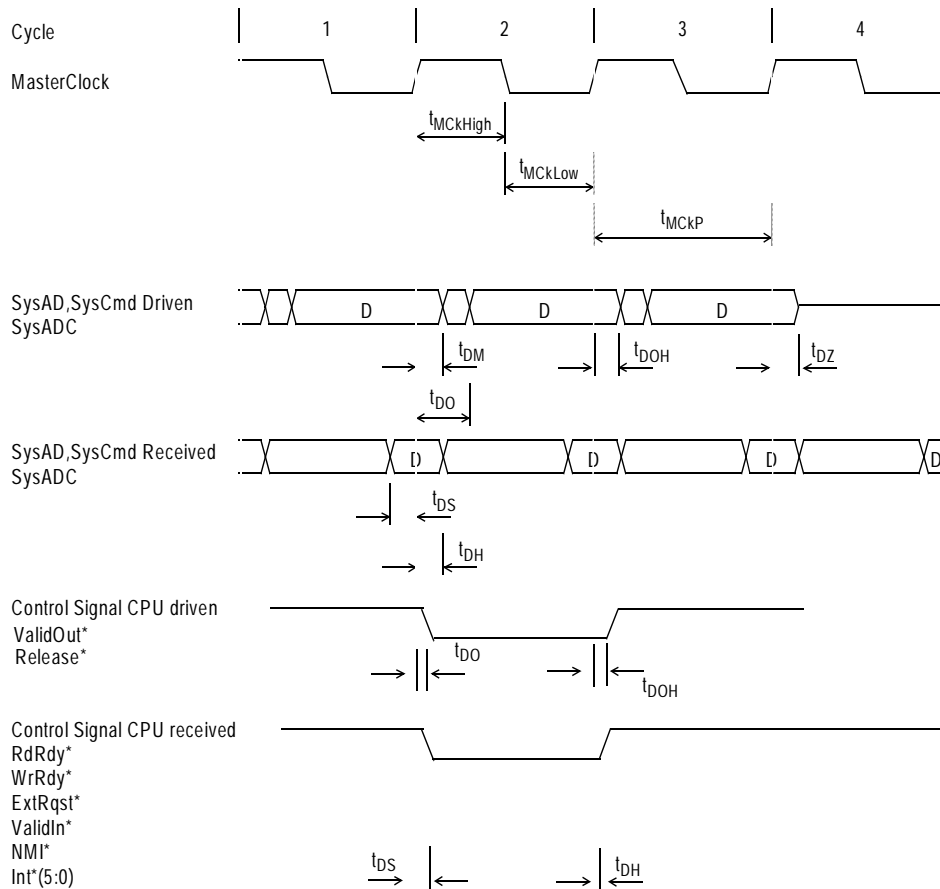 Cycle 1 2 3 4
MasterClock
tMCkHigh
tMCkLow
tMCkP
SysAD,SysCmd Driven D D D
SysADC
tDM tDOH tDZ
tDO
SysAD,SysCmd Received D D D D
SysADC
tDS
tDH
Control Signal CPU driven
ValidOut*
Release* tDO
tDOH
Control Signal CPU received
RdRdy*
WrRdy*
ExtRqst*
ValidIn*
NMI* tDS tDH
Int*(5:0)